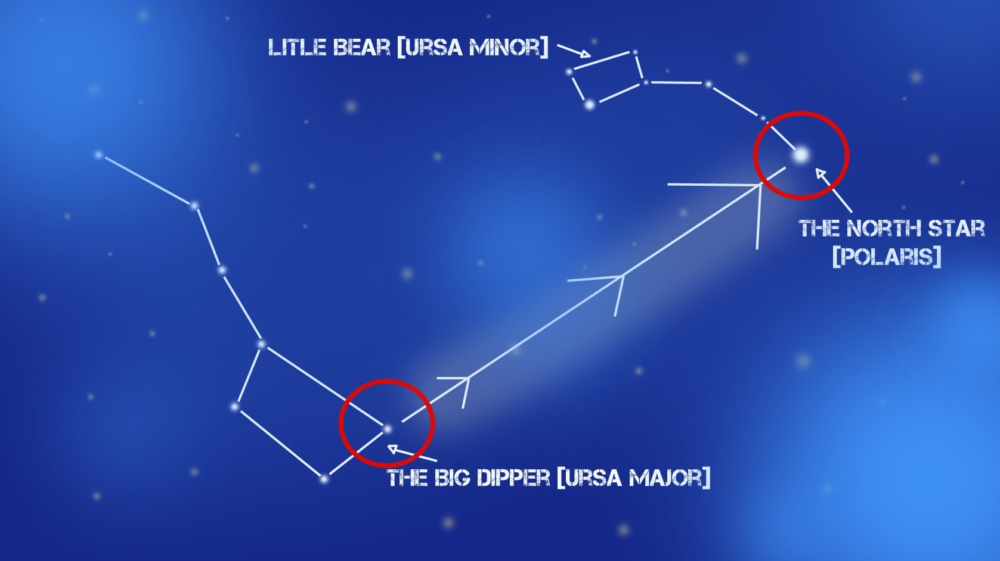 LITLE BEAR [URSA MINOR]
THE NORTH STAR
[POLARIS]
THE BIG DIPPER [URSA MAJOR]